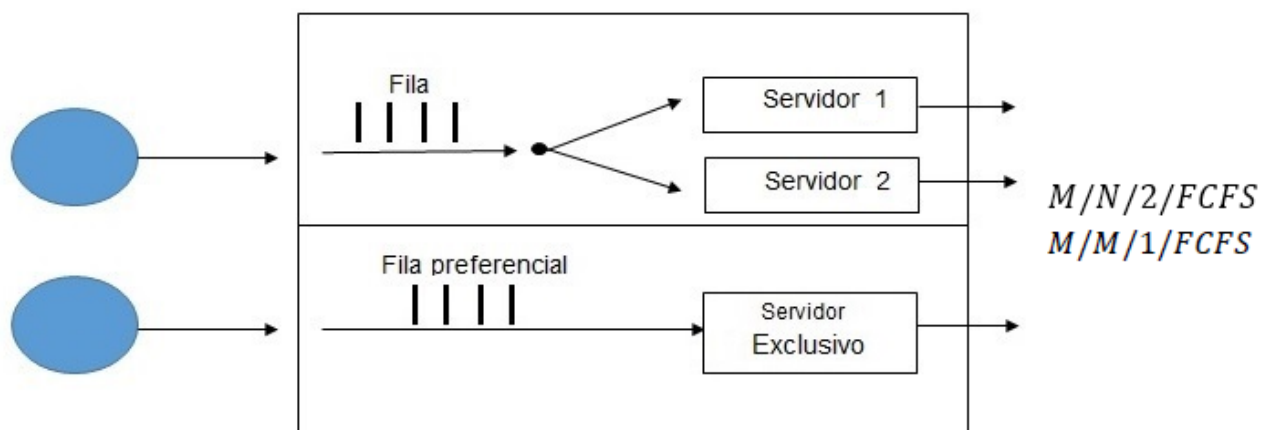 Fila
Servidor 1
Servidor 2
M/N/2/FCFS
M/M/1/FCFS
Fila preferencial
Servidor
Exclusivo